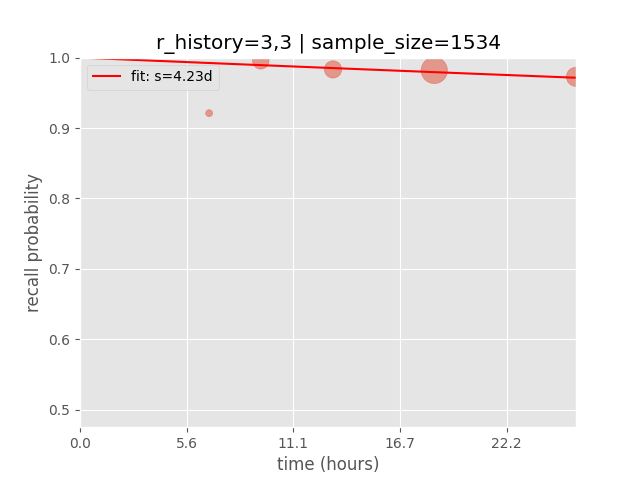 r_history=3,3 | sample_size=1534
fit: s=4.23d
recall probability
1.0
0.9
0.8
0.7
0.6
0.5
0.0 5.6 11.1 16.7 22.2
time (hours)